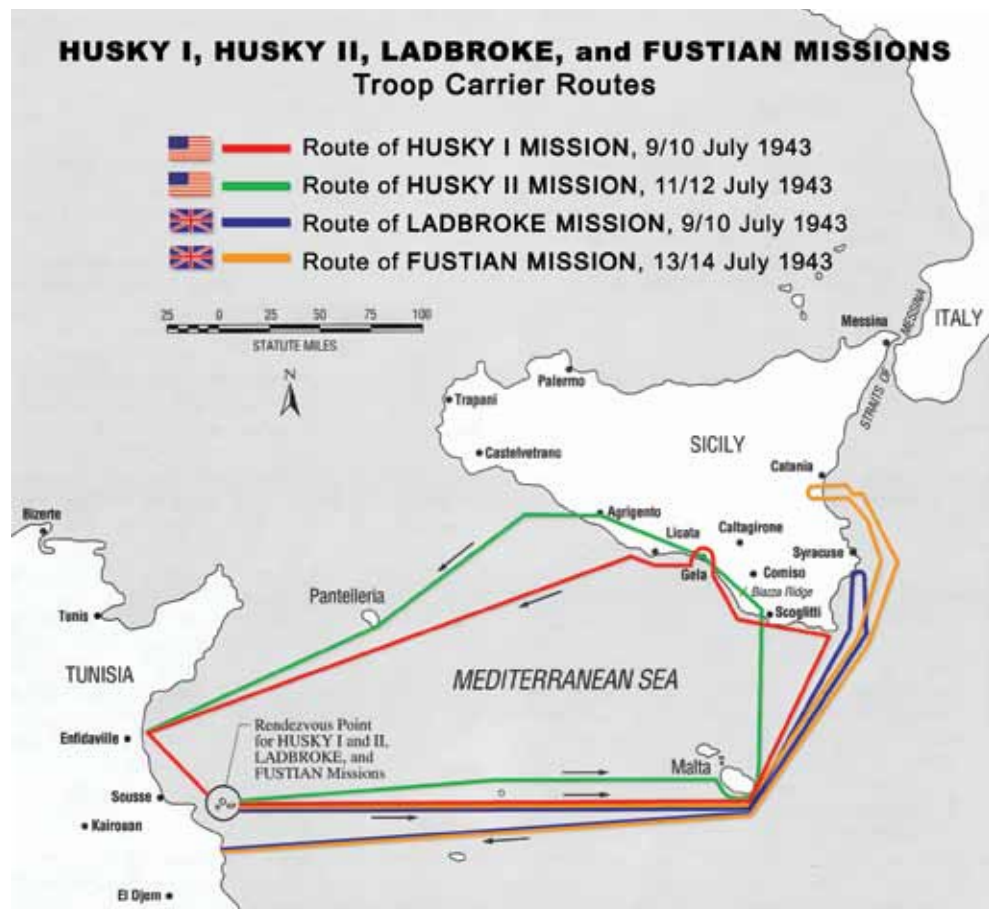 HUSKY I, HUSKY II, LADBROKE, and FUSTIAN MISSIONS
Troop Carrier Routes
Route of HUSKY I MISSION, 9/10 July 1943
Route of HUSKY II MISSION, 11/12 July 1943
Route of LADBROKE MISSION, 9/10 July 1943
Route of FUSTIAN MISSION, 13/14 July 1943
25 0 25 50 75 100
STATUTE MILES
N
Messina
STRAITS OF MESSINA
ITALY
Palermo
Trapani
SICILY
Castelvetrano
Catania
Bizerte
Agrigento
Licata
Caltagirone
Syracuse
Gela
Comiso
Biazza Ridge
Pantelleria
Scoglitti
Tunis
TUNISIA
MEDITERRANEAN SEA
Enfidaville
Rendezvous Point
for HUSKY I and II,
LADBROKE, and
FUSTIAN Missions
Malta
Sousse
Kairouan
El Djem